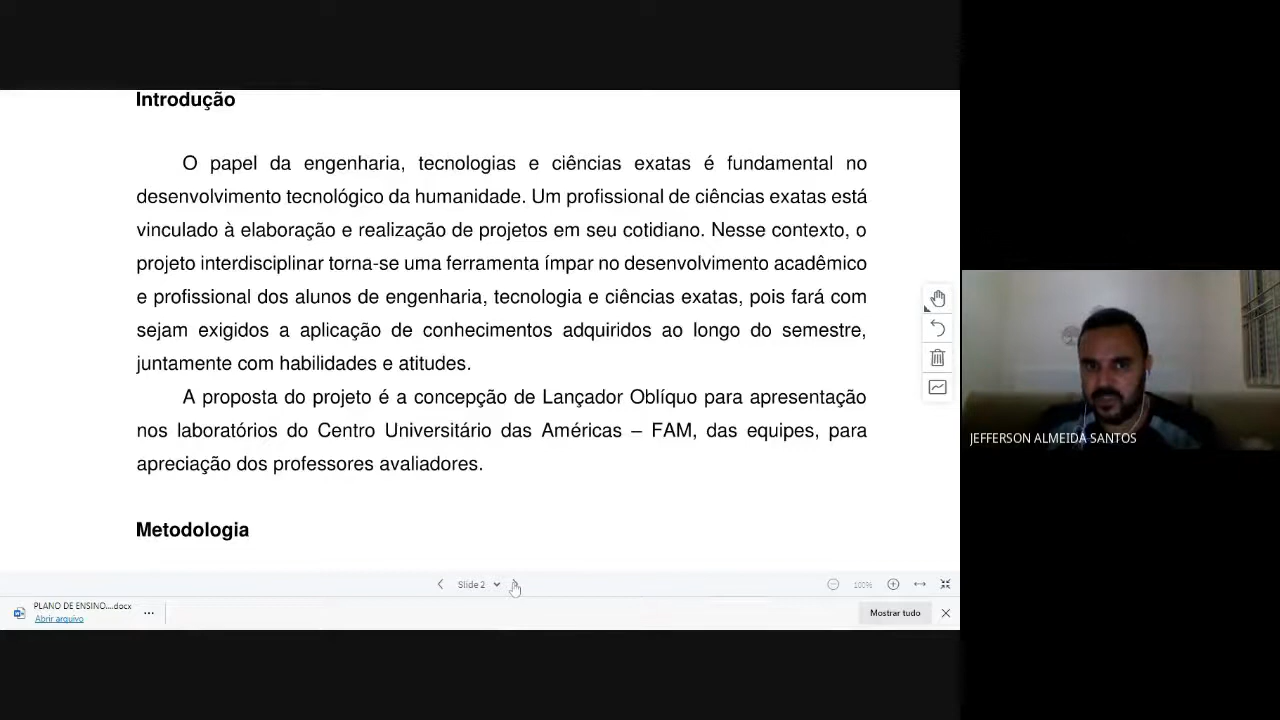 Introdução
O papel da engenharia, tecnologias e ciências exatas é fundamental no
desenvolvimento tecnológico da humanidade. Um profissional de ciências exatas está
vinculado à elaboração e realização de projetos em seu cotidiano. Nesse contexto, o
projeto interdisciplinar torna-se uma ferramenta ímpar no desenvolvimento acadêmico
e profissional dos alunos de engenharia, tecnologia e ciências exatas, pois fará com
sejam exigidos a aplicação de conhecimentos adquiridos ao longo do semestre,
juntamente com habilidades e atitudes.
A proposta do projeto é a concepção de Lançador Oblíquo para apresentação
nos laboratórios do Centro Universitário das Américas – FAM, das equipes, para
apreciação dos professores avaliadores.
Metodologia
Slide 2
100%
PLANO DE ENSINO....docx
Abrir arquivo
Mostrar tudo
JEFFERSON ALMEIDA SANTOS